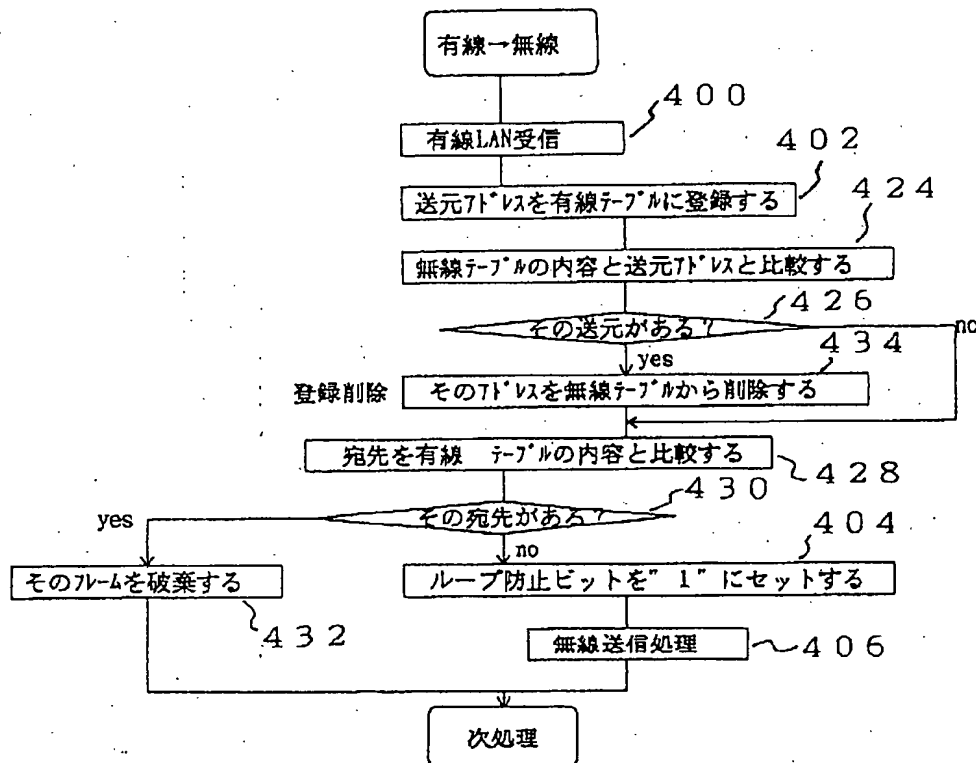 有線→無線
400
有線LAN受信
402
送元アドレスを有線テーブルに登録する
424
無線テーブルの内容と送元アドレスと比較する
426
その送元がある?
no
yes
434
登録削除
そのアドレスを無線テーブルから削除する
宛先を有線 テーブルの内容と比較する
428
430
その宛先がある?
yes
no
404
そのフレームを破棄する
ループ防止ビットを"1"にセットする
432
無線送信処理
406
次処理